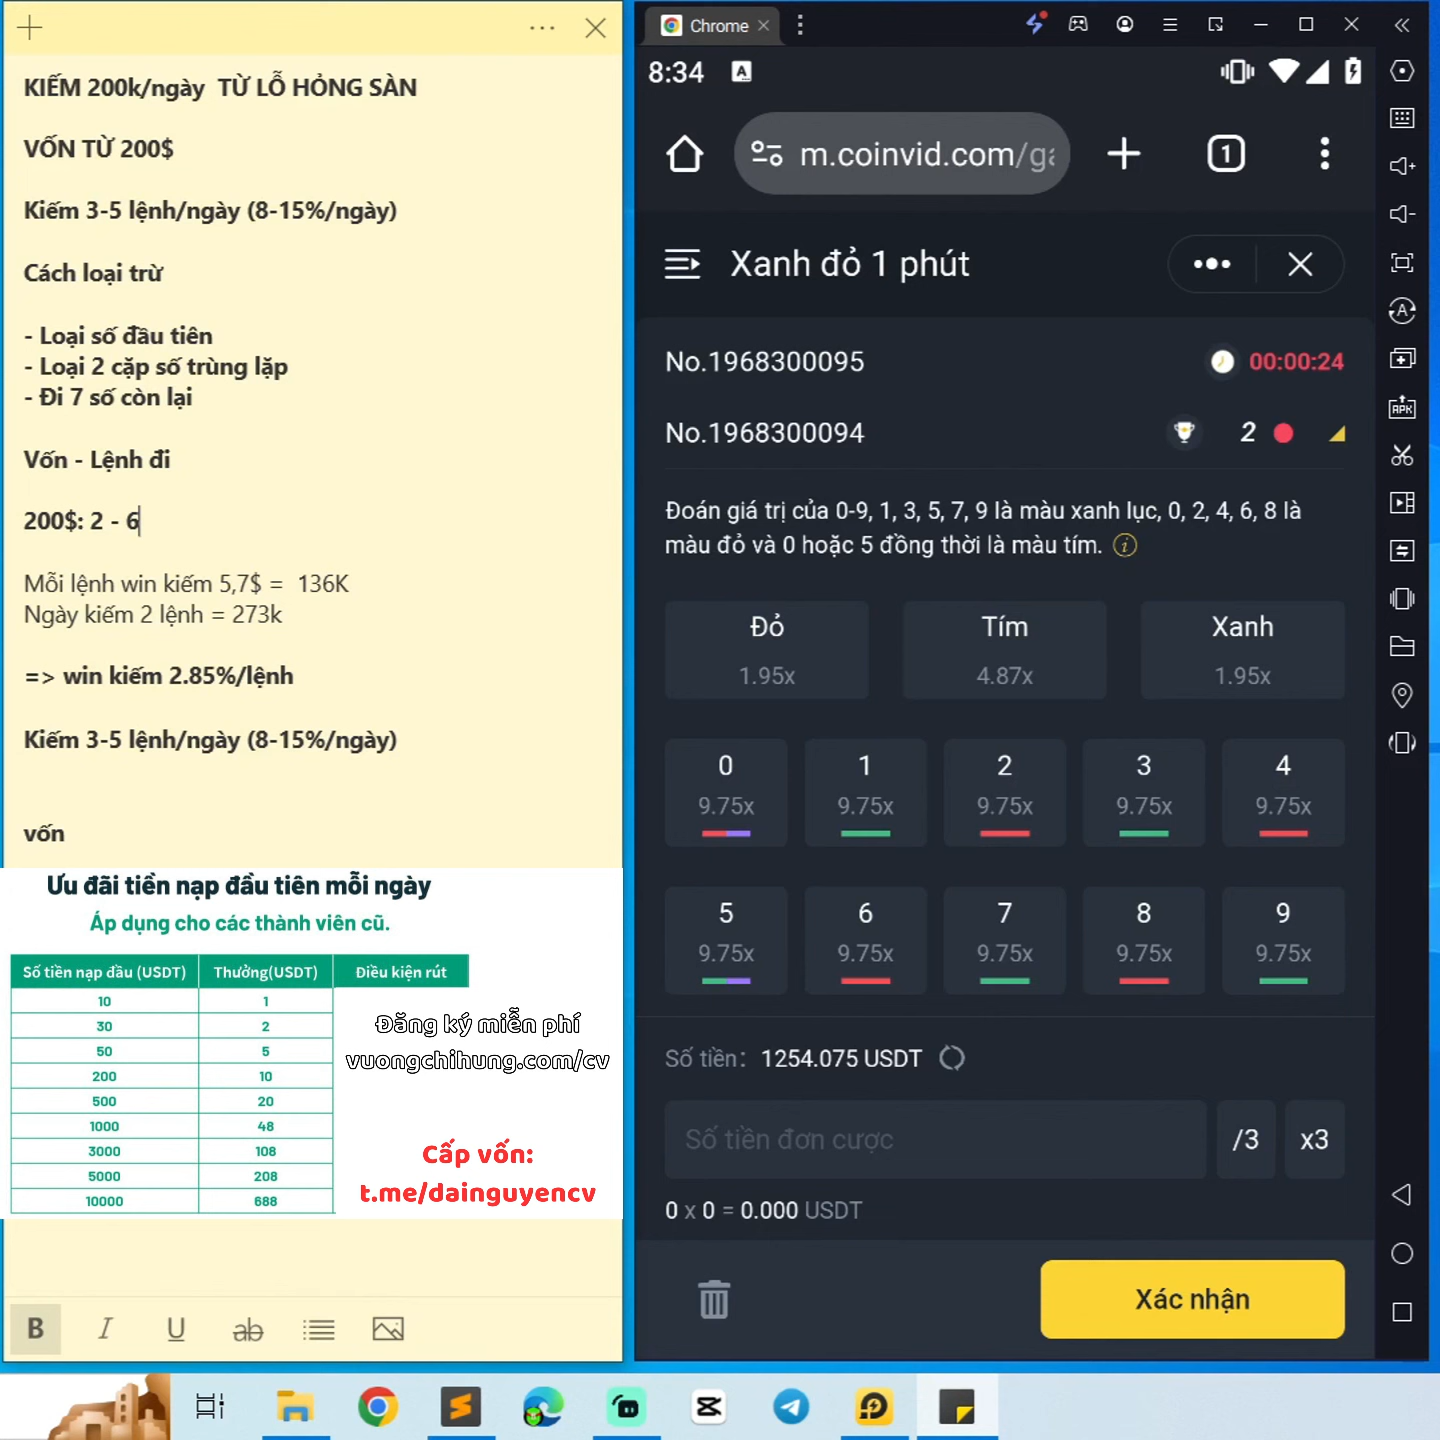 KIẾM 200k/ngày TỪ LỖ HỎNG SÀN
VỐN TỪ 200$
Kiếm 3-5 lệnh/ngày (8-15%/ngày)
Cách loại trừ
- Loại số đầu tiên
- Loại 2 cặp số trùng lặp
- Đi 7 số còn lại
Vốn - Lệnh đi
200$: 2 - 6
Mỗi lệnh win kiếm 5,7$ = 136K
Ngày kiếm 2 lệnh = 273k
=> win kiếm 2.85%/lệnh
Kiếm 3-5 lệnh/ngày (8-15%/ngày)
vốn
Ưu đãi tiền nạp đầu tiên mỗi ngày
Áp dụng cho các thành viên cũ.
Số tiền nạp đầu (USDT) Thưởng(USDT) Điều kiện rút
10 1
30 2
50 5
200 10
500 20
1000 48
3000 108
5000 208
10000 688
Đăng ký miễn phí
vuongchihung.com/cv
Cấp vốn:
t.me/dainguyencv
B I U ab
Chrome
8:34 A
m.coinvid.com/ga
1
Xanh đỏ 1 phút
No.1968300095 00:00:24
No.1968300094 2
Đoán giá trị của 0-9, 1, 3, 5, 7, 9 là màu xanh lục, 0, 2, 4, 6, 8 là
màu đỏ và 0 hoặc 5 đồng thời là màu tím.
Đỏ Tím Xanh
1.95x 4.87x 1.95x
0 1 2 3 4
9.75x 9.75x 9.75x 9.75x 9.75x
5 6 7 8 9
9.75x 9.75x 9.75x 9.75x 9.75x
Số tiền: 1254.075 USDT
Số tiền đơn cược /3 x3
0 x 0 = 0.000 USDT
Xác nhận
A
APK